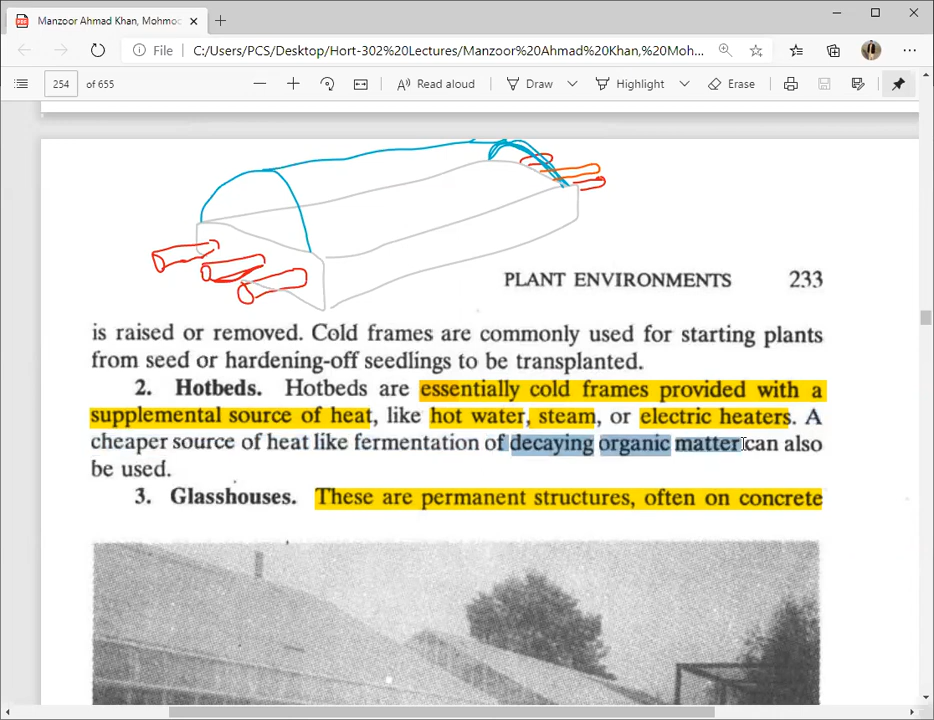 Manzoor Ahmad Khan, Mohmoc
File
C:/Users/PCS/Desktop/Hort-302%20Lectures/Manzoor%20Ahmad%20Khan,%20Moh...
254 of 655
Read aloud
Draw
Highlight
Erase
PLANT ENVIRONMENTS 233
is raised or removed. Cold frames are commonly used for starting plants
from seed or hardening-off seedlings to be transplanted.
2. Hotbeds. Hotbeds are essentially cold frames provided with a
supplemental source of heat, like hot water, steam, or electric heaters. A
cheaper source of heat like fermentation of decaying organic matter can also
be used.
3. Glasshouses. These are permanent structures, often on concrete